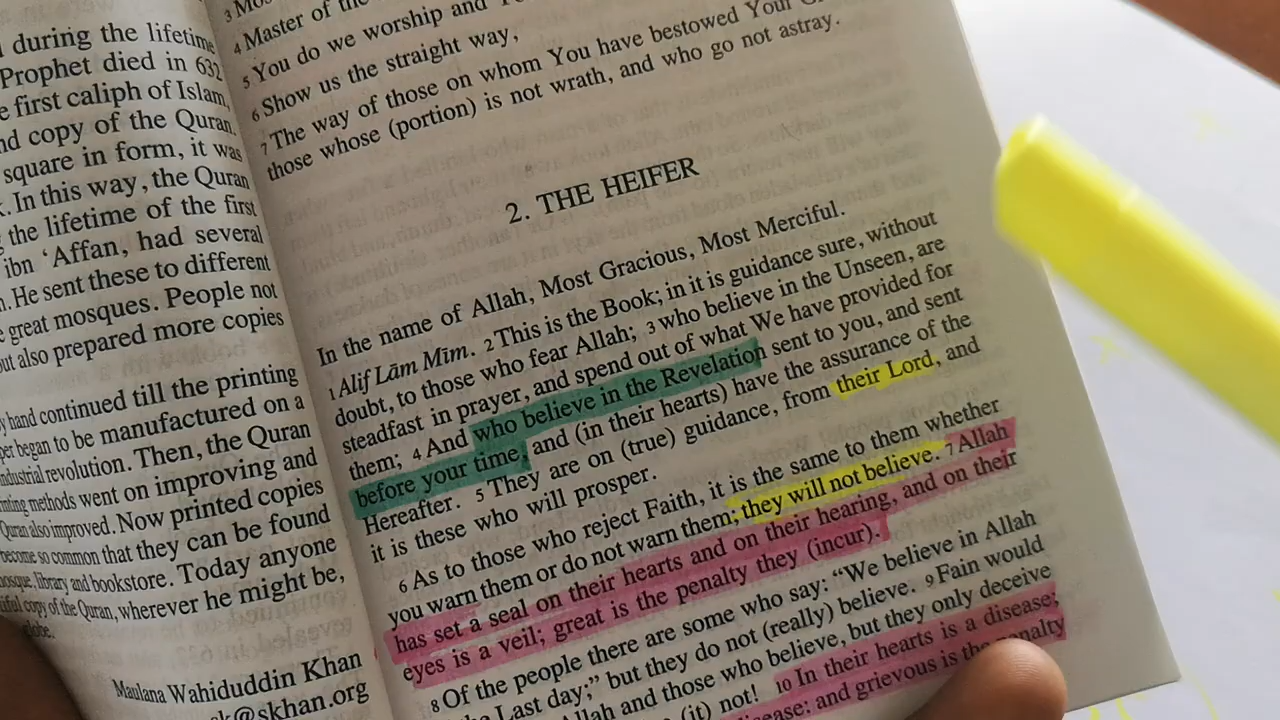 during the lifetime
Prophet died in 632
first caliph of Islam,
copy of the Quran.
square in form, it was
In this way, the Quran
the lifetime of the first
ibn ‘Affan, had several
He sent these to different
great mosques. People not
but also prepared more copies
hand continued till the printing
began to be manufactured on a
industrial revolution. Then, the Quran
printing methods went on improving and
Quran also improved. Now printed copies
become so common that they can be found
mosque, library and bookstore. Today anyone
copy of the Quran, wherever he might be,
globe.
Maulana Wahiduddin Khan
sk@skhan.org
3
4 Master of the
5 You do we worship and
6 Show us the straight way,
7 The way of those on whom You have bestowed Your
those whose (portion) is not wrath, and who go not astray.
2. THE HEIFER
In the name of Allah, Most Gracious, Most Merciful.
1 Alif Lām Mīm. 2 This is the Book; in it is guidance sure, without
doubt, to those who fear Allah; 3 who believe in the Unseen, are
steadfast in prayer, and spend out of what We have provided for
them; 4 And who believe in the Revelation sent to you, and sent
before your time, and (in their hearts) have the assurance of the
Hereafter. 5 They are on (true) guidance, from their Lord, and
it is these who will prosper.
6 As to those who reject Faith, it is the same to them whether
you warn them or do not warn them; they will not believe. 7 Allah
has set a seal on their hearts and on their hearing, and on their
eyes is a veil; great is the penalty they (incur).
8 Of the people there are some who say: “We believe in Allah
Last day;” but they do not (really) believe. 9 Fain would
Allah and those who believe, but they only deceive
(it) not! 10 In their hearts is a disease;
disease: and grievous is the penalty